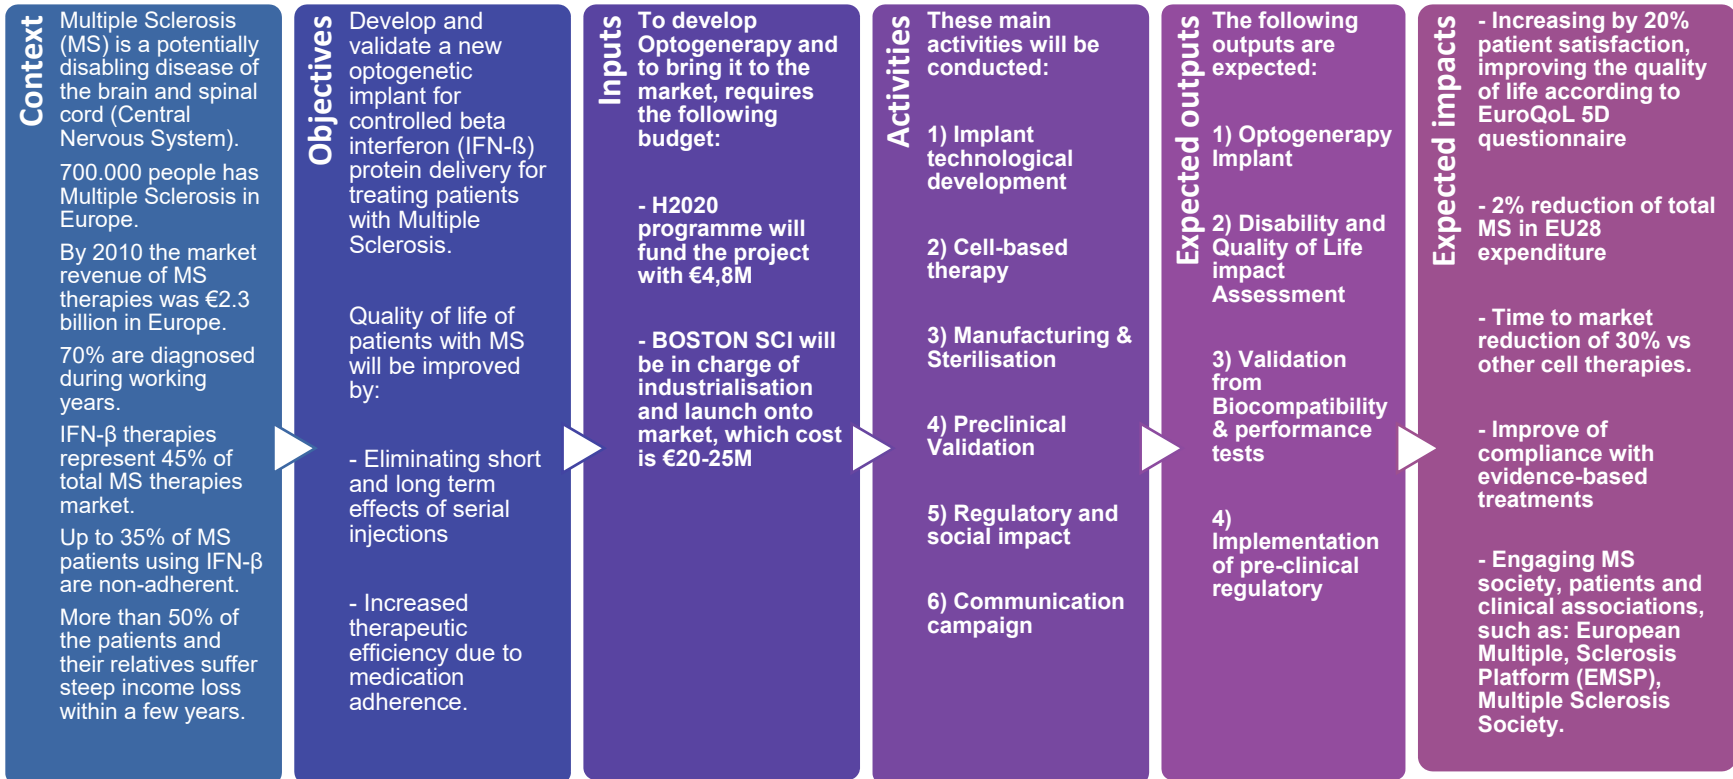 Context
Multiple Sclerosis
(MS) is a potentially
disabling disease of
the brain and spinal
cord (Central
Nervous System).
700.000 people has
Multiple Sclerosis in
Europe.
By 2010 the market
revenue of MS
therapies was €2.3
billion in Europe.
70% are diagnosed
during working
years.
IFN-β therapies
represent 45% of
total MS therapies
market.
Up to 35% of MS
patients using IFN-β
are non-adherent.
More than 50% of
the patients and
their relatives suffer
steep income loss
within a few years.
Objectives
Develop and
validate a new
optogenetic
implant for
controlled beta
interferon (IFN-ß)
protein delivery for
treating patients
with Multiple
Sclerosis.
Quality of life of
patients with MS
will be improved
by:
- Eliminating short
and long term
effects of serial
injections
- Increased
therapeutic
efficiency due to
medication
adherence.
Inputs
To develop
Optogenerapy and
to bring it to the
market, requires
the following
budget:
- H2020
programme will
fund the project
with €4,8M
- BOSTON SCI will
be in charge of
industrialisation
and launch onto
market, which cost
is €20-25M
Activities
These main
activities will be
conducted:
1) Implant
technological
development
2) Cell-based
therapy
3) Manufacturing &
Sterilisation
4) Preclinical
Validation
5) Regulatory and
social impact
6) Communication
campaign
Expected outputs
The following
outputs are
expected:
1) Optogenerapy
Implant
2) Disability and
Quality of Life
impact
Assessment
3) Validation
from
Biocompatibility
& performance
tests
4)
Implementation
of pre-clinical
regulatory
Expected impacts
- Increasing by 20%
patient satisfaction,
improving the quality
of life according to
EuroQoL 5D
questionnaire
- 2% reduction of total
MS in EU28
expenditure
- Time to market
reduction of 30% vs
other cell therapies.
- Improve of
compliance with
evidence-based
treatments
- Engaging MS
society, patients and
clinical associations,
such as: European
Multiple, Sclerosis
Platform (EMSP),
Multiple Sclerosis
Society.